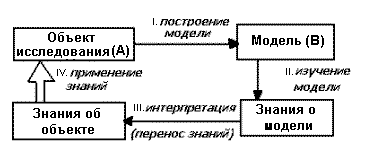 I. построение
модели
Объект
исследования(А)
Модель (В)
IV. применение
знаний
II. изучение
модели
Знания об
объекте
III. интерпретация
(перенос знаний)
Знания о
модели